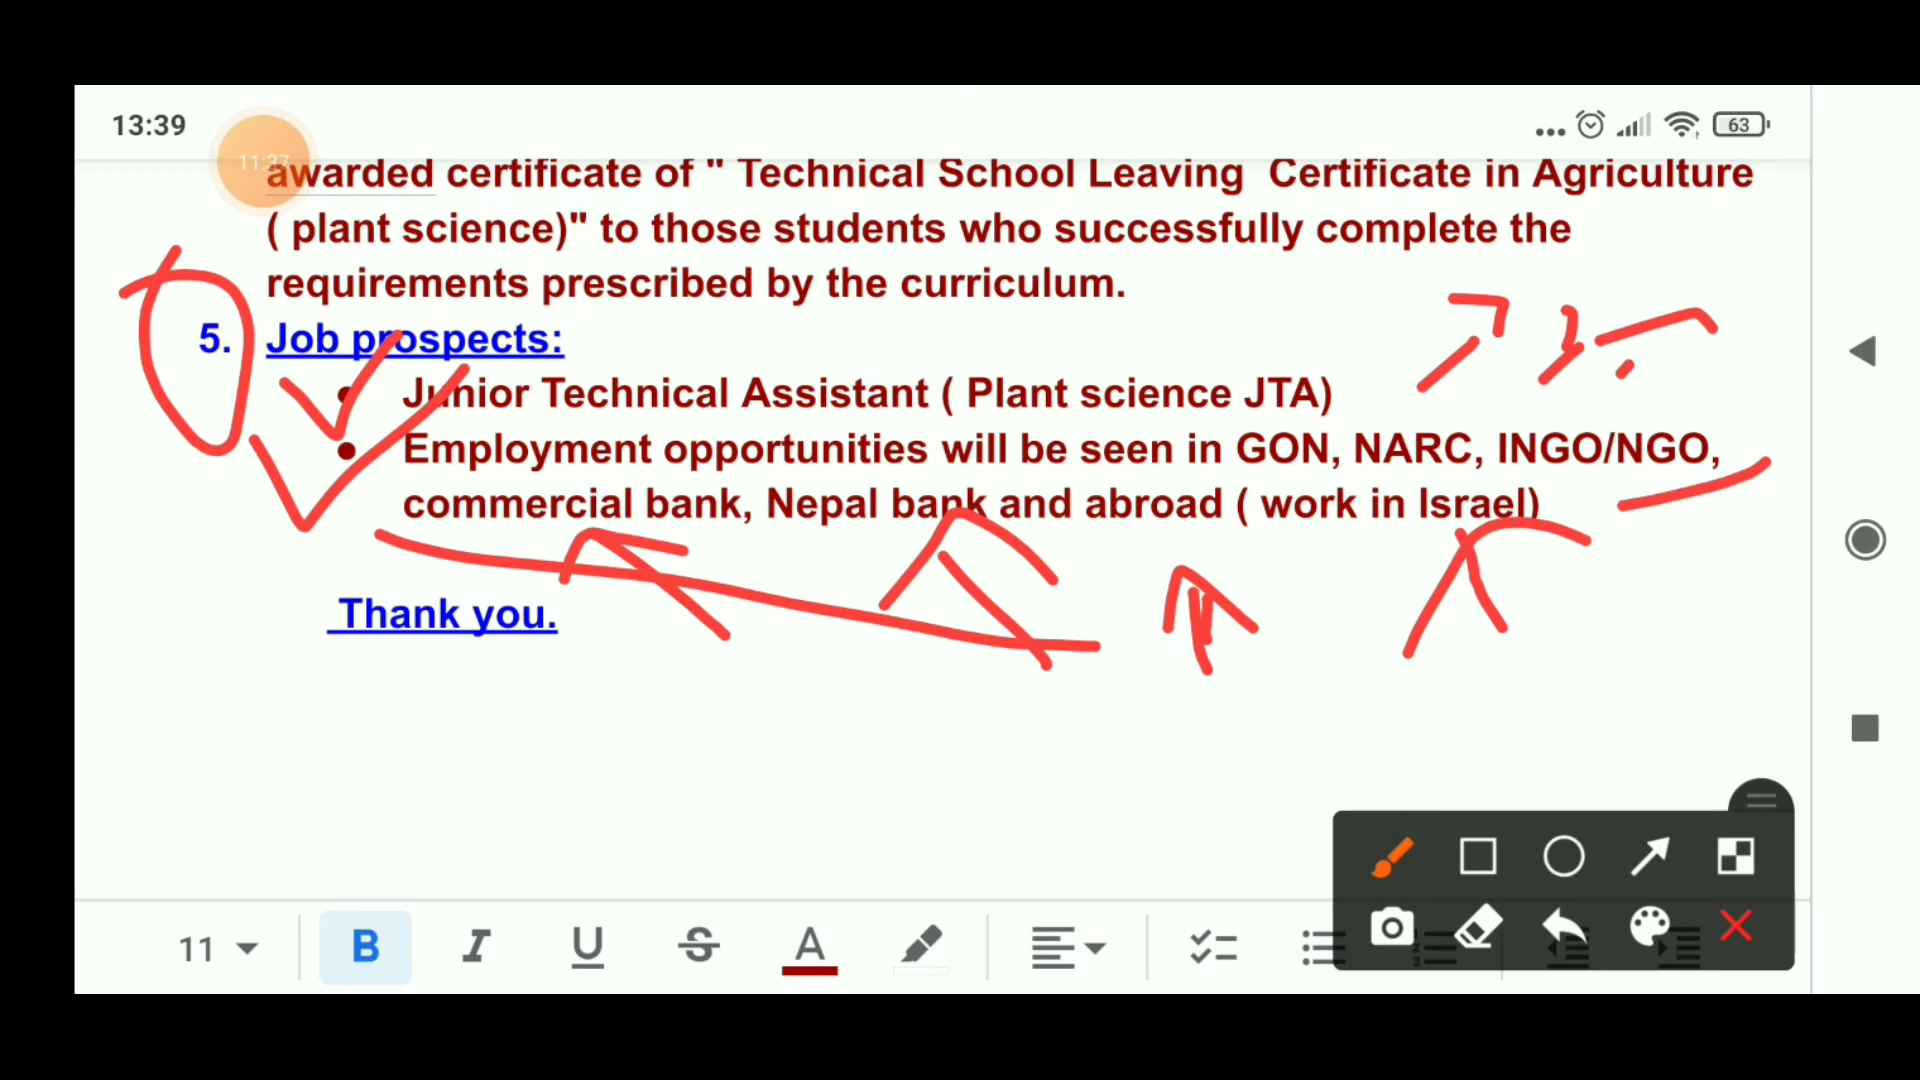 13:39
63
11:37
awarded certificate of " Technical School Leaving Certificate in Agriculture
( plant science)" to those students who successfully complete the
requirements prescribed by the curriculum.
5. Job prospects:
● Junior Technical Assistant ( Plant science JTA)
● Employment opportunities will be seen in GON, NARC, INGO/NGO,
commercial bank, Nepal bank and abroad ( work in Israel)
Thank you.
11 B I U S A